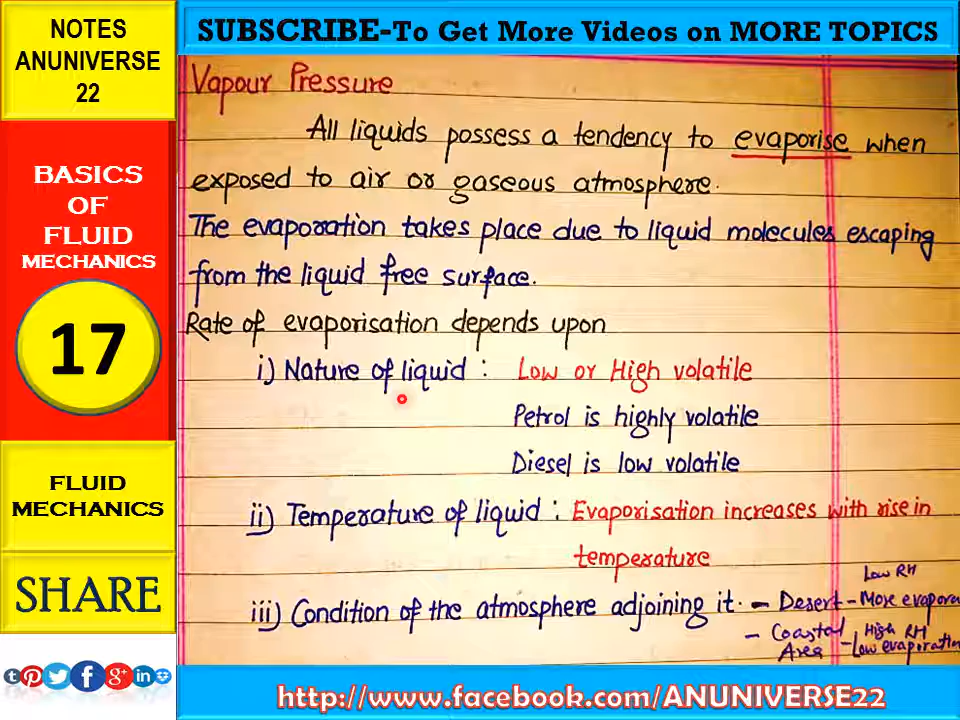 NOTES
ANUNIVERSE
22
SUBSCRIBE-To Get More Videos on MORE TOPICS
BASICS
OF
FLUID
MECHANICS
17
FLUID
MECHANICS
SHARE
Vapour Pressure
All liquids possess a tendency to evaporise when
exposed to air or gaseous atmosphere.
The evaporation takes place due to liquid molecules escaping
from the liquid free surface.
Rate of evaporisation depends upon
i) Nature of liquid : Low or High volatile
Petrol is highly volatile
Diesel is low volatile
ii) Temperature of liquid : Evaporisation increases with rise in
temperature
Low RH
iii) Condition of the atmosphere adjoining it. - Desert - More evapora
- Coastal Area - High RH
Low evaporation
http://www.facebook.com/ANUNIVERSE22